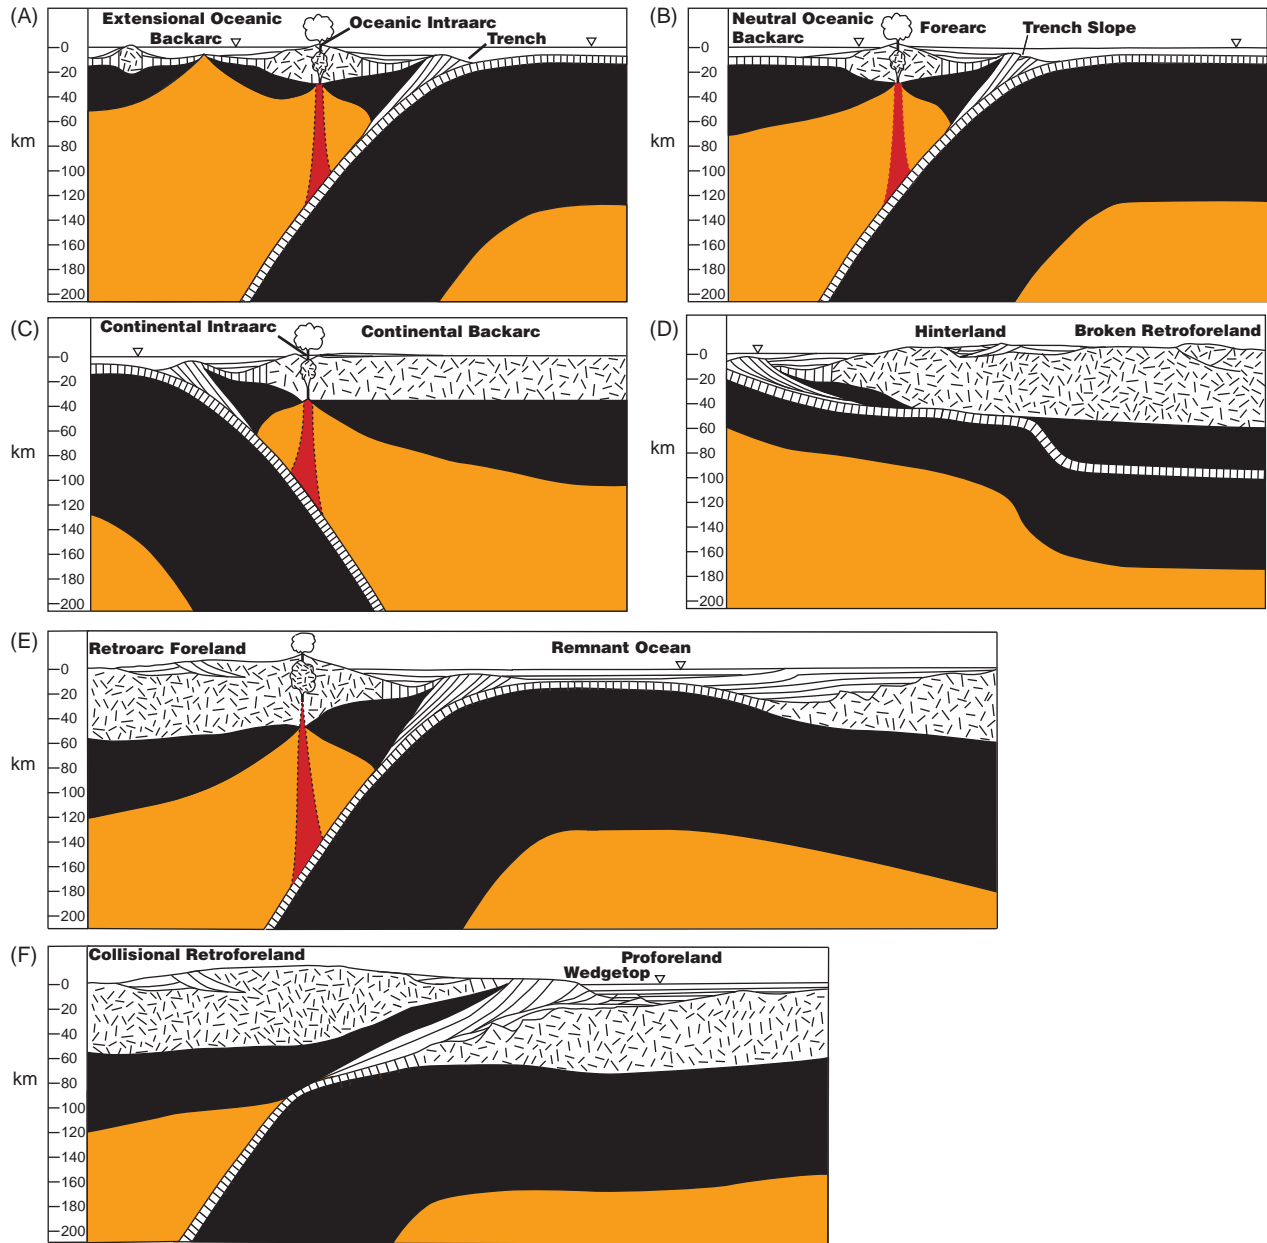 (A)
Extensional Oceanic
Backarc
Oceanic Intraarc
Trench
0
20
40
60
80
100
120
140
160
180
200
km
(B)
Neutral Oceanic
Backarc
Forearc
Trench Slope
0
20
40
60
80
100
120
140
160
180
200
km
(C)
Continental Intraarc
Continental Backarc
0
20
40
60
80
100
120
140
160
180
200
km
(D)
Hinterland
Broken Retroforeland
0
20
40
60
80
100
120
140
160
180
200
km
(E)
Retroarc Foreland
Remnant Ocean
0
20
40
60
80
100
120
140
160
180
200
km
(F)
Collisional Retroforeland
Proforeland
Wedgetop
0
20
40
60
80
100
120
140
160
180
200
km